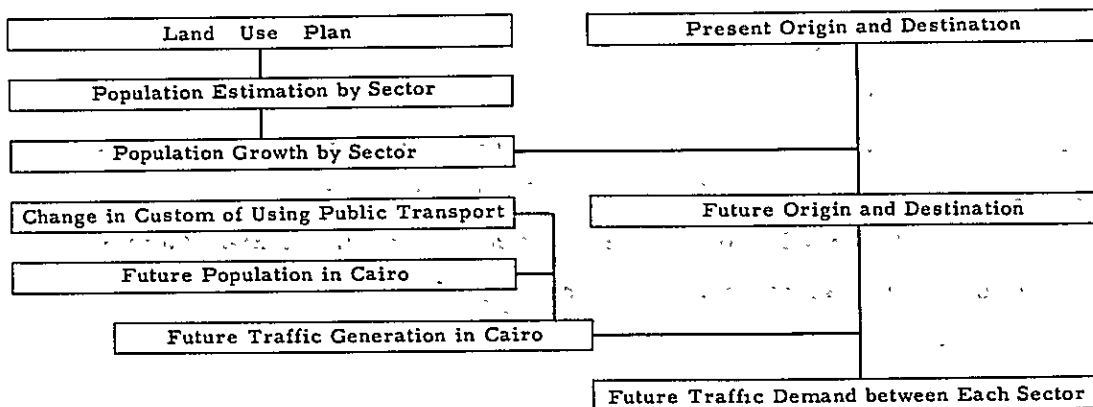 Land Use Plan
Present Origin and Destination
Population Estimation by Sector
Population Growth by Sector
Change in Custom of Using Public Transport
Future Origin and Destination
Future Population in Cairo
Future Traffic Generation in Cairo
Future Traffic Demand between Each Sector